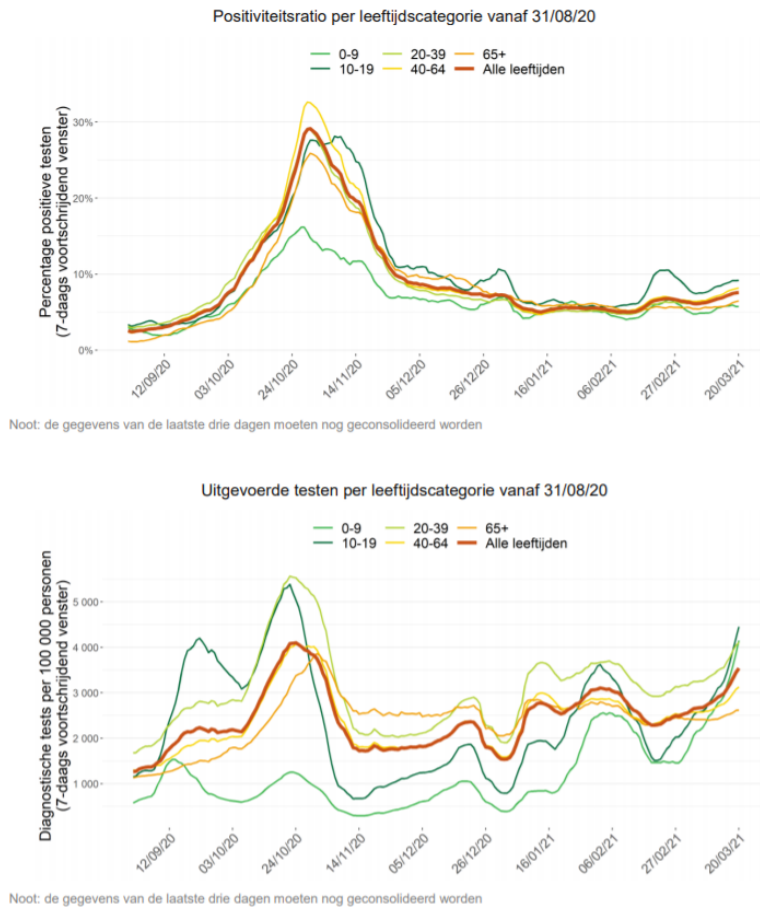 Positiviteitsratio per leeftijdscategorie vanaf 31/08/20
0-9 20-39 65+
10-19 40-64 Alle leeftijden
Percentage positieve testen
(7-daags voortschrijdend venster)
30%
20%
10%
0%
12/09/20 03/10/20 24/10/20 14/11/20 05/12/20 26/12/20 16/01/21 06/02/21 27/02/21 20/03/21
Noot: de gegevens van de laatste drie dagen moeten nog geconsolideerd worden
Uitgevoerde testen per leeftijdscategorie vanaf 31/08/20
0-9 20-39 65+
10-19 40-64 Alle leeftijden
Diagnostische tests per 100 000 personen
(7-daags voortschrijdend venster)
5 000
4 000
3 000
2 000
1 000
12/09/20 03/10/20 24/10/20 14/11/20 05/12/20 26/12/20 16/01/21 06/02/21 27/02/21 20/03/21
Noot: de gegevens van de laatste drie dagen moeten nog geconsolideerd worden